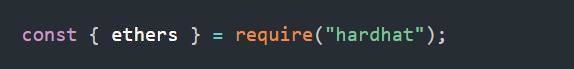 const { ethers } = require("hardhat");